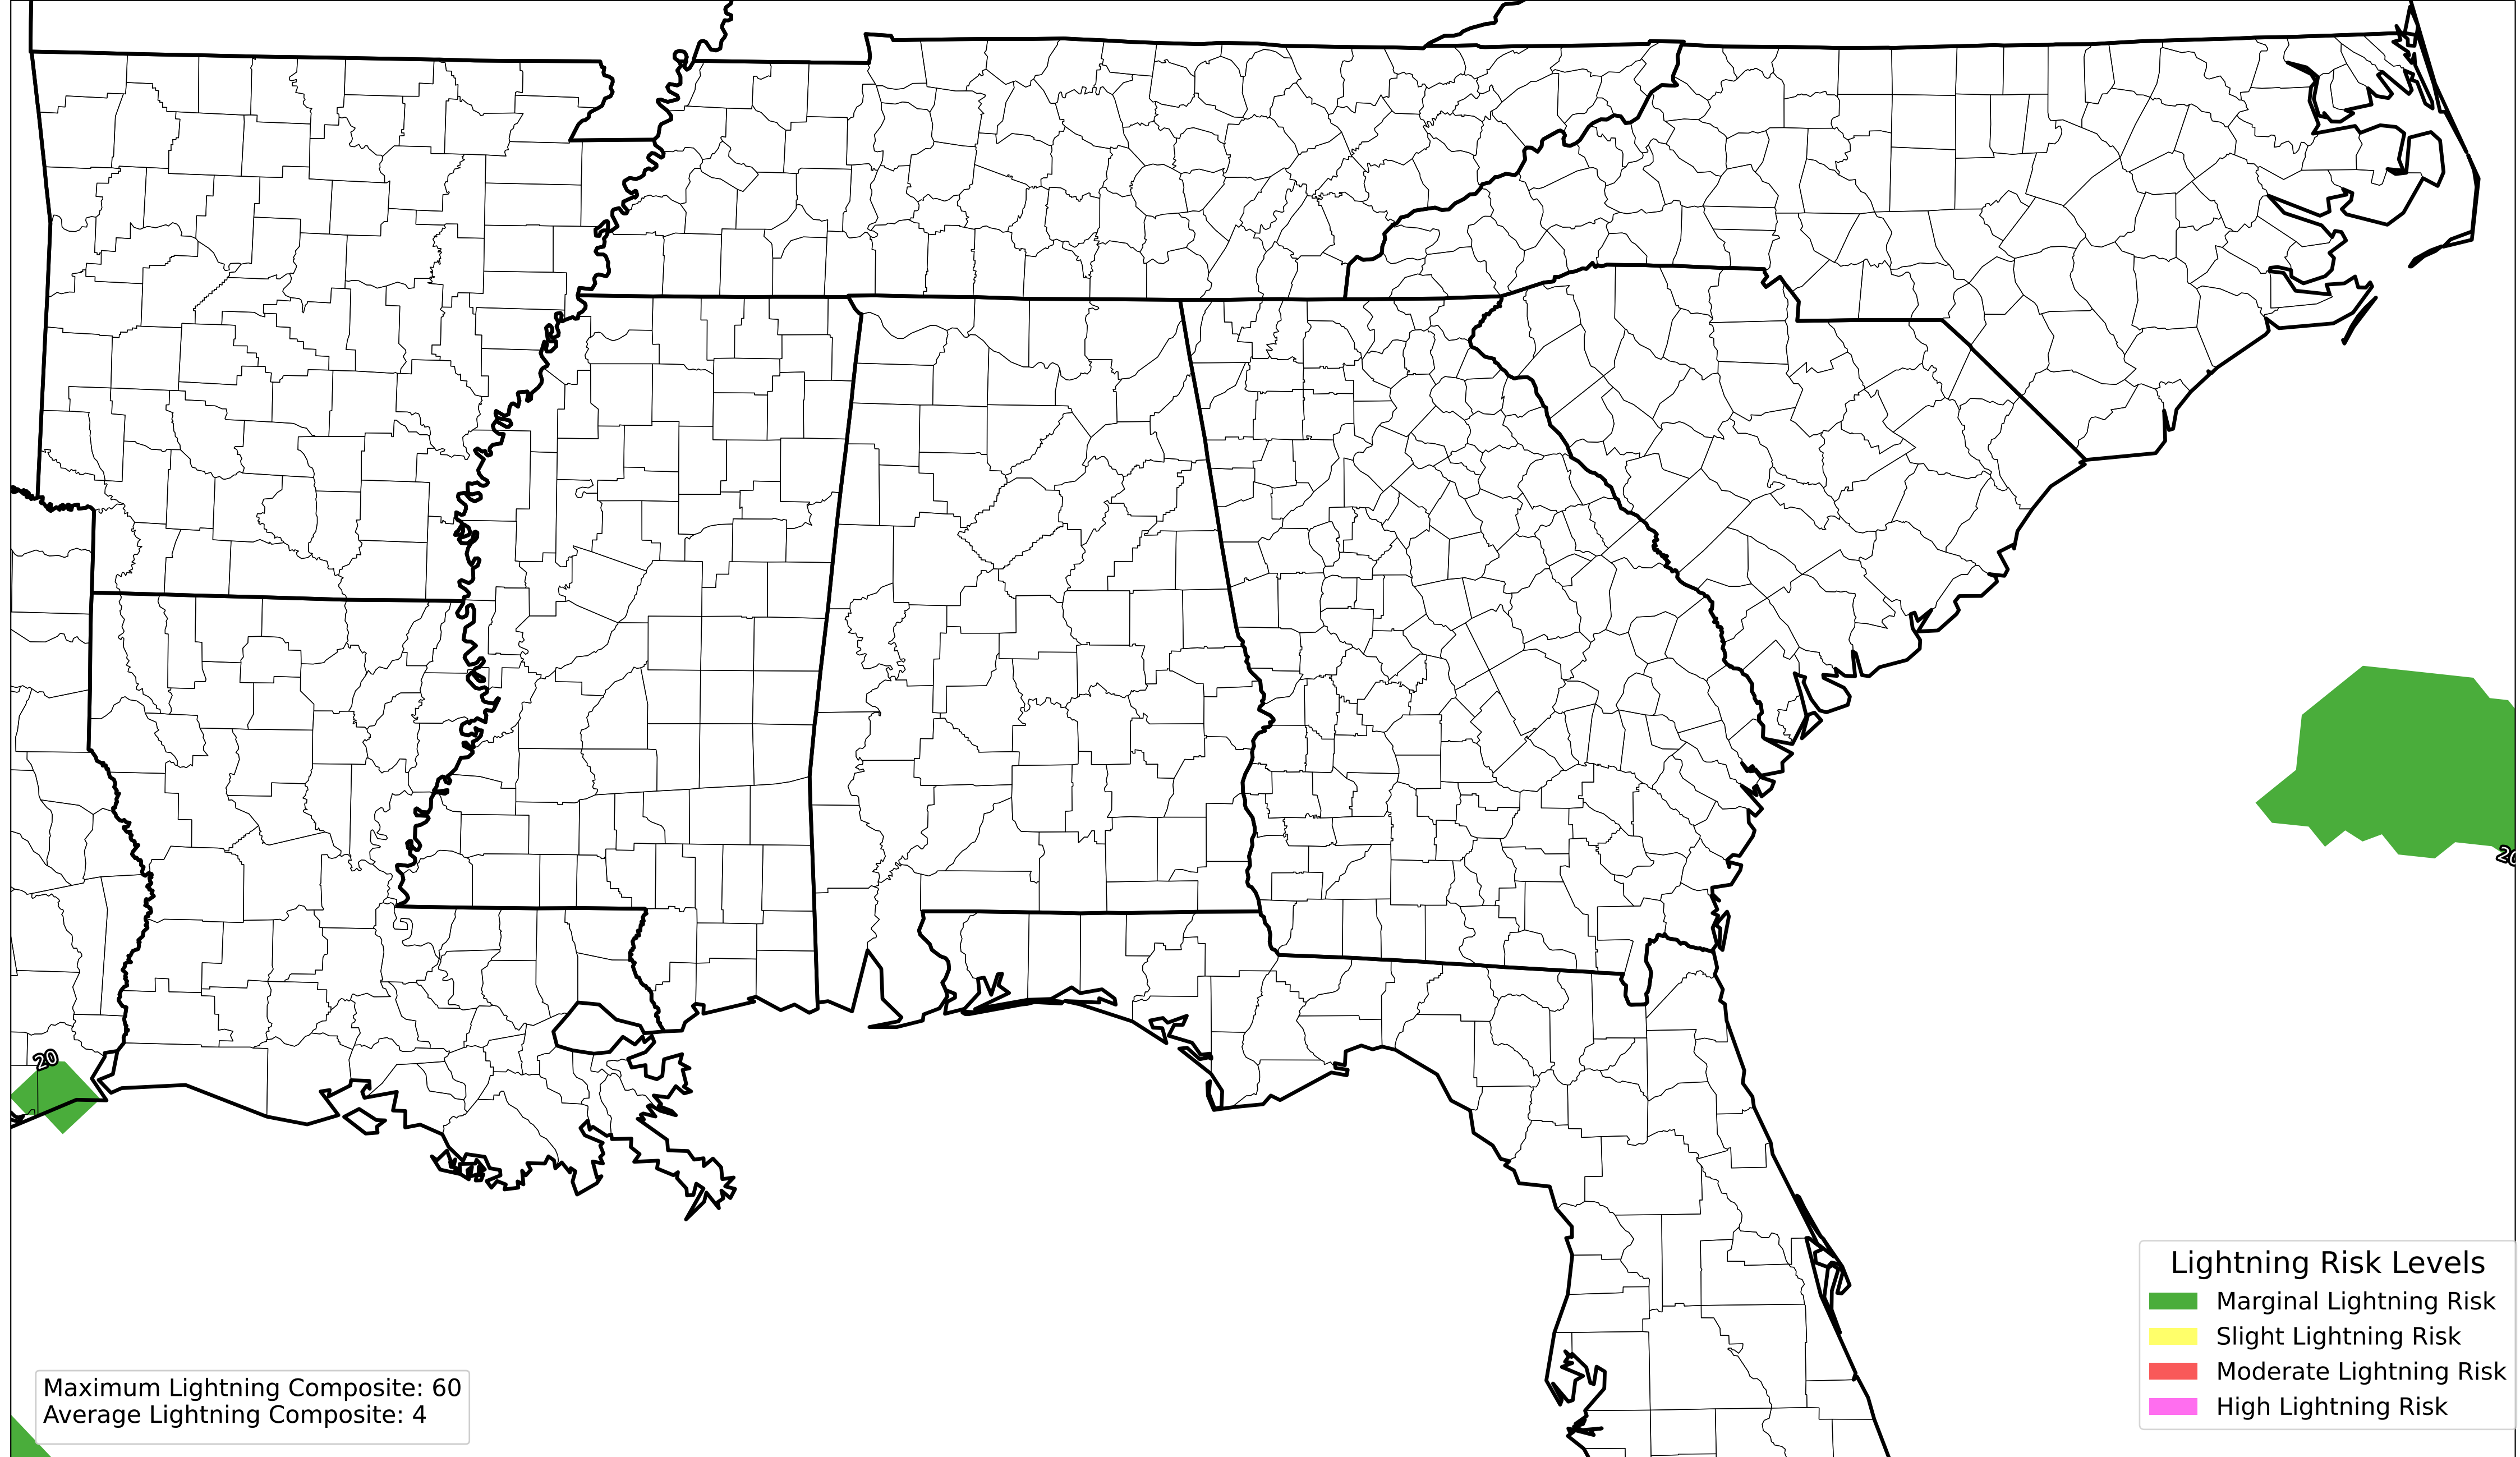 20
20
Lightning Risk Levels
Marginal Lightning Risk
Slight Lightning Risk
Moderate Lightning Risk
High Lightning Risk
Maximum Lightning Composite: 60
Average Lightning Composite: 4